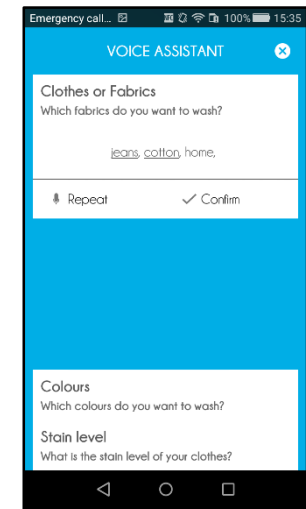 Emergency call... 100% 15:35
VOICE ASSISTANT
Clothes or Fabrics
Which fabrics do you want to wash?
jeans, cotton, home,
Repeat Confirm
Colours
Which colours do you want to wash?
Stain level
What is the stain level of your clothes?